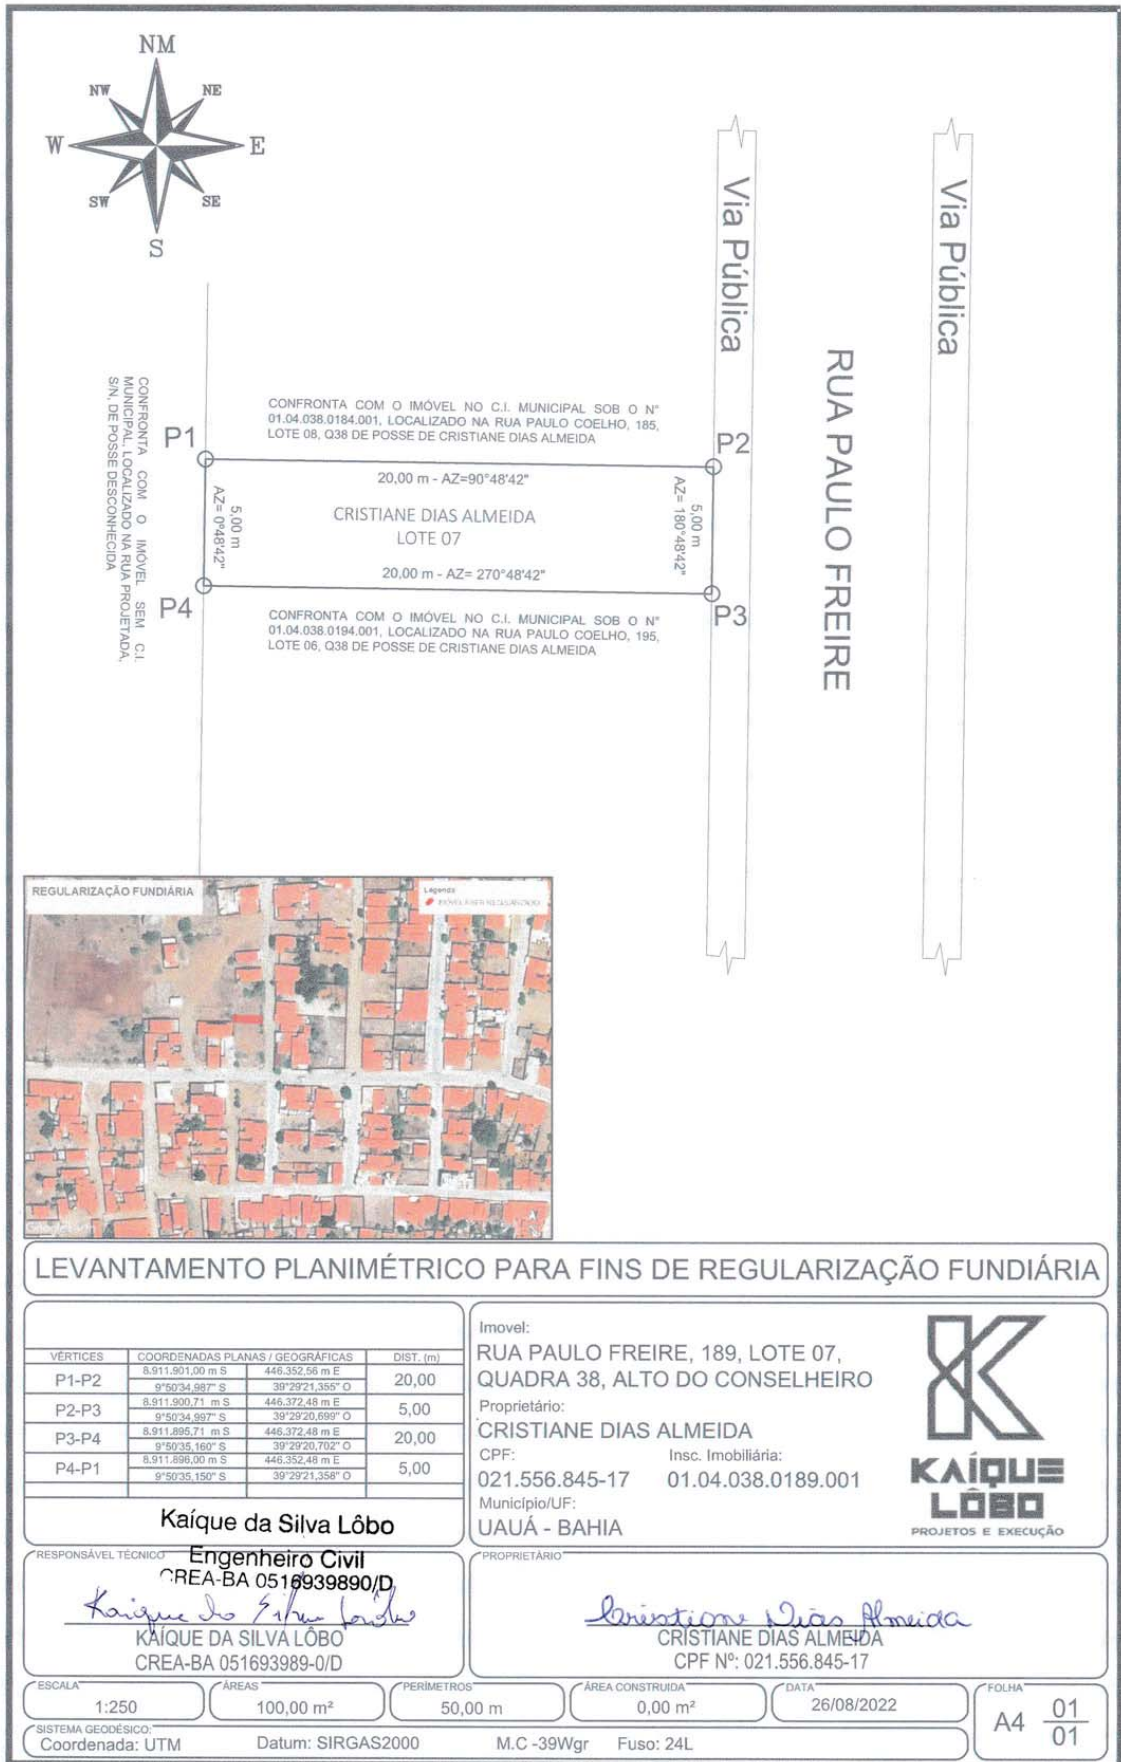 NM
NW
NE
W
E
SW
SE
S
Via Pública
Via Pública
RUA PAULO FREIRE
CONFRONTA COM O IMÓVEL SEM C.I.
MUNICIPAL, LOCALIZADO NA RUA PROJETADA,
S/N, DE POSSE DESCONHECIDA
CONFRONTA COM O IMÓVEL NO C.I. MUNICIPAL SOB O Nº
01.04.038.0184.001, LOCALIZADO NA RUA PAULO COELHO, 185,
LOTE 08, Q38 DE POSSE DE CRISTIANE DIAS ALMEIDA
P1
P2
20,00 m - AZ=90°48'42"
5,00 m
AZ= 0°48'42"
CRISTIANE DIAS ALMEIDA
LOTE 07
5,00 m
AZ= 180°48'42"
20,00 m - AZ= 270°48'42"
P4
P3
CONFRONTA COM O IMÓVEL NO C.I. MUNICIPAL SOB O Nº
01.04.038.0194.001, LOCALIZADO NA RUA PAULO COELHO, 195,
LOTE 06, Q38 DE POSSE DE CRISTIANE DIAS ALMEIDA
REGULARIZAÇÃO FUNDIÁRIA
Legenda
LEVANTAMENTO PLANIMÉTRICO PARA FINS DE REGULARIZAÇÃO FUNDIÁRIA
VÉRTICES COORDENADAS PLANAS / GEOGRÁFICAS DIST. (m)
P1-P2 8.911.901,00 m S 446.352,56 m E 20,00
9°50'34,987" S 39°29'21,355" O
P2-P3 8.911.900,71 m S 446.372,48 m E 5,00
9°50'34,997" S 39°29'20,699" O
P3-P4 8.911.895,71 m S 446.372,48 m E 20,00
9°50'35,160" S 39°29'20,702" O
P4-P1 8.911.896,00 m S 446.352,48 m E 5,00
9°50'35,150" S 39°29'21,358" O
Imovel:
RUA PAULO FREIRE, 189, LOTE 07,
QUADRA 38, ALTO DO CONSELHEIRO
Proprietário:
CRISTIANE DIAS ALMEIDA
CPF: Insc. Imobiliária:
021.556.845-17 01.04.038.0189.001
Município/UF:
UAUÁ - BAHIA
KAÍQUE
LÔBO
PROJETOS E EXECUÇÃO
Kaíque da Silva Lôbo
Engenheiro Civil
CREA-BA 0516939890/D
RESPONSÁVEL TÉCNICO
Kaíque da Silva Lôbo
KAÍQUE DA SILVA LÔBO
CREA-BA 051693989-0/D
PROPRIETÁRIO
Cristiane Dias Almeida
CRISTIANE DIAS ALMEIDA
CPF Nº: 021.556.845-17
ESCALA
1:250
ÁREAS
100,00 m²
PERÍMETROS
50,00 m
ÁREA CONSTRUIDA
0,00 m²
DATA
26/08/2022
FOLHA
A4 01
01
SISTEMA GEODÉSICO:
Coordenada: UTM Datum: SIRGAS2000 M.C -39Wgr Fuso: 24L